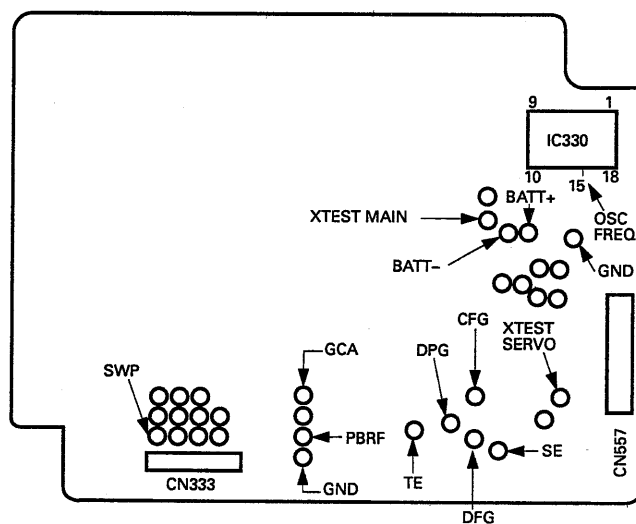 9 1
IC330
10 15 18
BATT+
XTEST MAIN
OSC
FREQ.
BATT–
GND
XTEST
SERVO
CFG
GCA
DPG
SWP
PBRF
SE
CN557
CN333
GND
TE
DFG